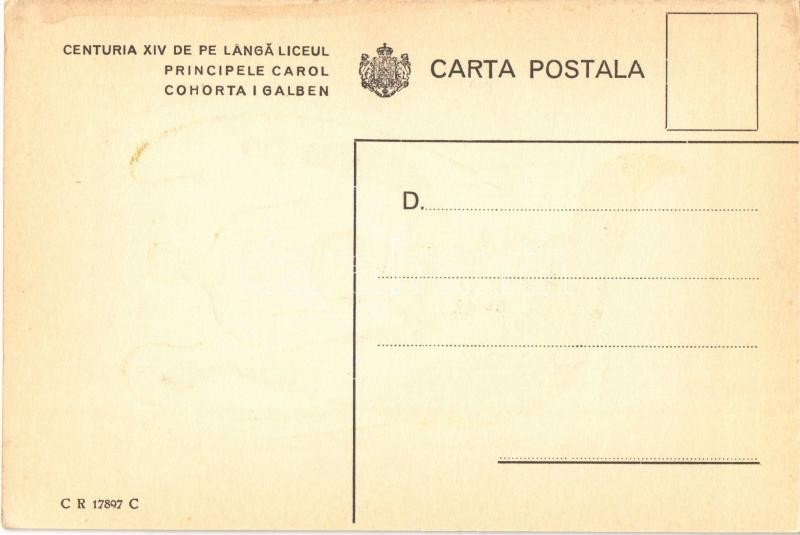 CENTURIA XIV DE PE LÂNGĂ LICEUL
PRINCIPELE CAROL
COHORTA I GALBEN
CARTA POSTALA
D.
C R 17897 C